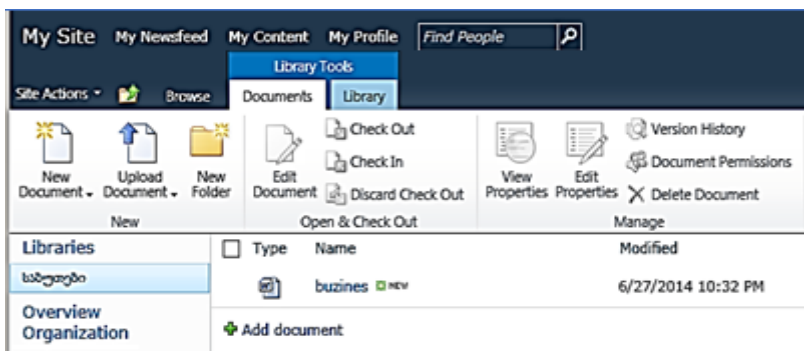 My Site My Newsfeed My Content My Profile Find People
Library Tools
Site Actions Browse Documents Library
New Document
Upload Document
New Folder
New
Edit Document
Check Out
Check In
Discard Check Out
Open & Check Out
View Properties
Edit Properties
Version History
Document Permissions
Delete Document
Manage
Libraries
საბუთები
Overview
Organization
Type Name Modified
buzines NEW 6/27/2014 10:32 PM
Add document